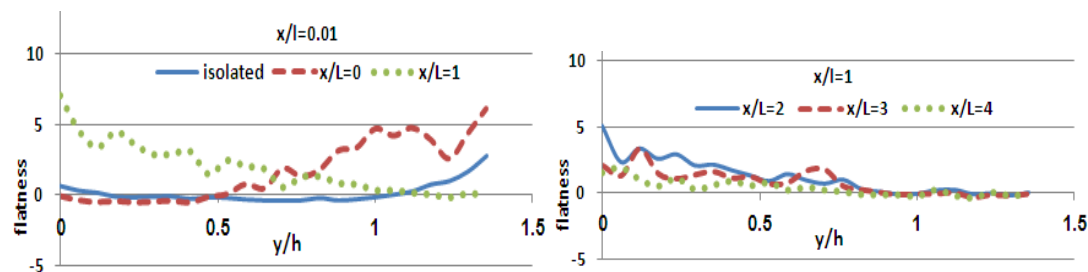 x/l=0.01
10
isolated x/L=0 x/L=1
5
0
0 0.5 1 1.5
-5
flatness
y/h
x/l=1
10
x/L=2 x/L=3 x/L=4
5
0
0 0.5 1 1.5
-5
flatness
y/h